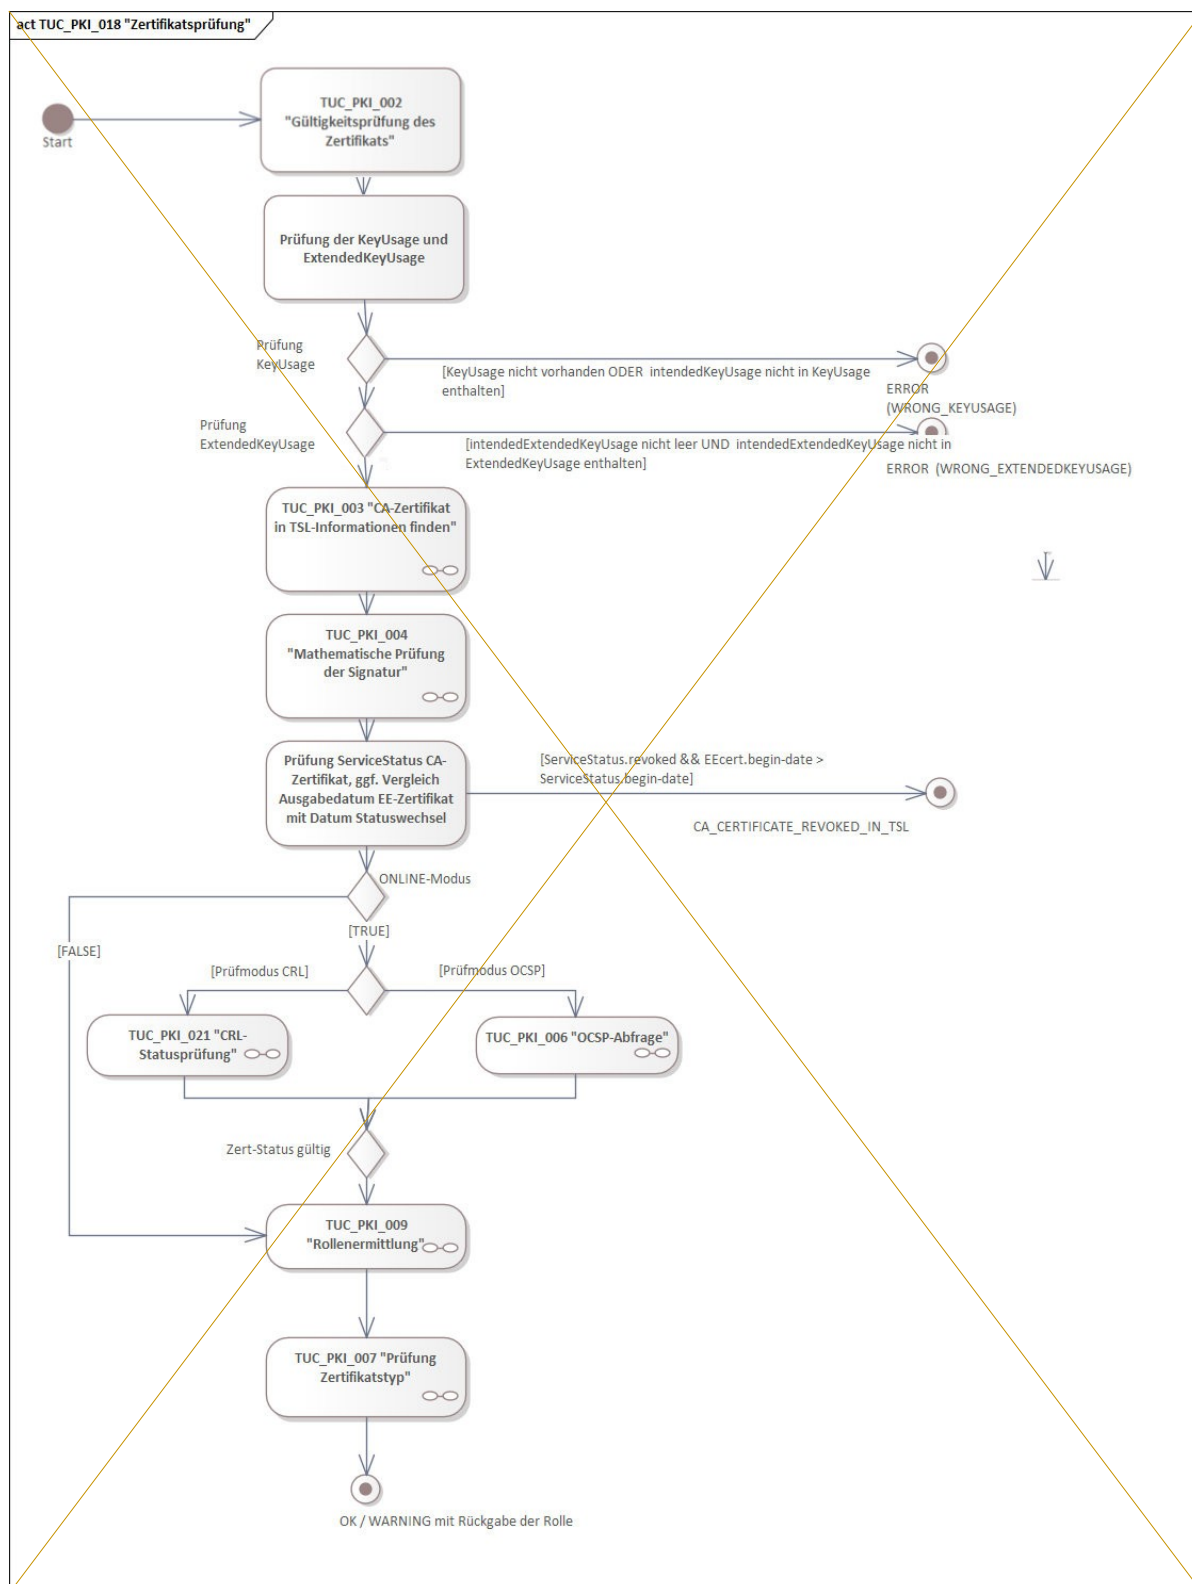 act TUC_PKI_018 "Zertifikatsprüfung"
Start
TUC_PKI_002
"Gültigkeitsprüfung des
Zertifikats"
Prüfung der KeyUsage und
ExtendedKeyUsage
Prüfung
KeyUsage
[KeyUsage nicht vorhanden ODER intendedKeyUsage nicht in KeyUsage
enthalten]
ERROR
(WRONG_KEYUSAGE)
Prüfung
ExtendedKeyUsage
[intendedExtendedKeyUsage nicht leer UND intendedExtendedKeyUsage nicht in
ExtendedKeyUsage enthalten]
ERROR (WRONG_EXTENDEDKEYUSAGE)
TUC_PKI_003 "CA-Zertifikat
in TSL-Informationen finden"
TUC_PKI_004
"Mathematische Prüfung
der Signatur"
Prüfung ServiceStatus CA-
Zertifikat, ggf. Vergleich
Ausgabedatum EE-Zertifikat
mit Datum Statuswechsel
[ServiceStatus.revoked && EEcert.begin-date >
ServiceStatus.begin-date]
CA_CERTIFICATE_REVOKED_IN_TSL
ONLINE-Modus
[TRUE]
[FALSE]
[Prüfmodus CRL]
[Prüfmodus OCSP]
TUC_PKI_021 "CRL-
Statusprüfung"
TUC_PKI_006 "OCSP-Abfrage"
Zert-Status gültig
TUC_PKI_009
"Rollenermittlung"
TUC_PKI_007 "Prüfung
Zertifikatstyp"
OK / WARNING mit Rückgabe der Rolle